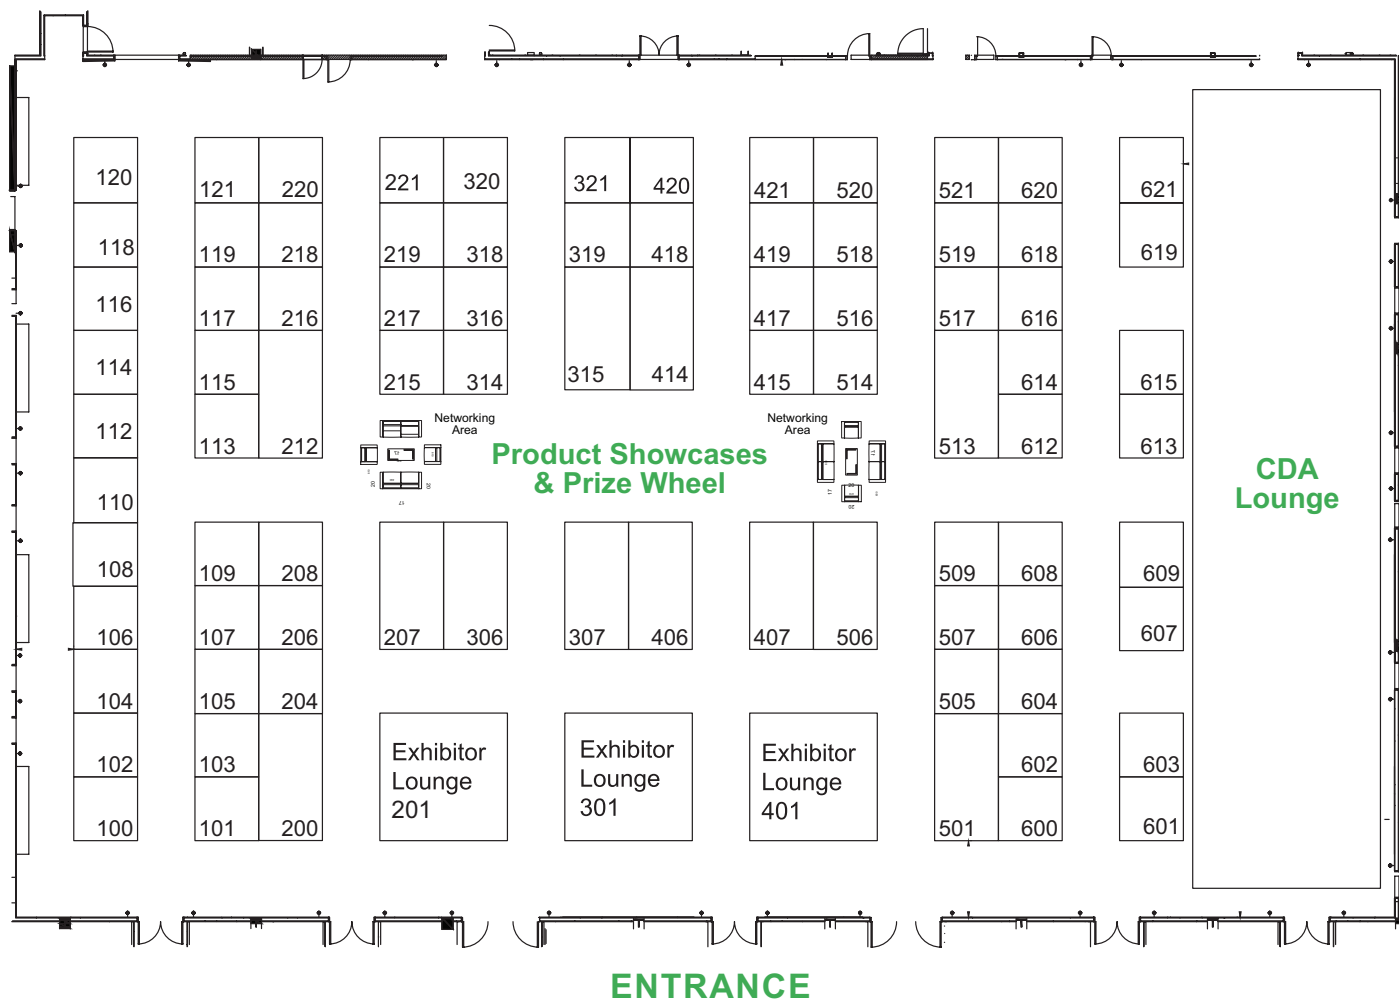 120 121 220 221 320 321 420 421 520 521 620 621
118 119 218 219 318 319 418 419 518 519 618 619
116 117 216 217 316 417 516 517 616
114 115 215 314 315 414 415 514 614 615
112 113 212 513 612 613
Networking
Area
Networking
Area
Product Showcases
& Prize Wheel
CDA
Lounge
110
108 109 208 509 608 609
106 107 206 207 306 307 406 407 506 507 606 607
104 105 204 505 604
102 103 602 603
Exhibitor
Lounge
201
Exhibitor
Lounge
301
Exhibitor
Lounge
401
100 101 200 501 600 601
ENTRANCE